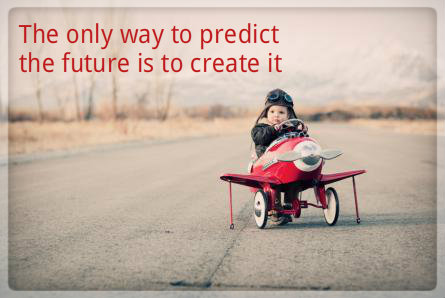 The only way to predict
the future is to create it